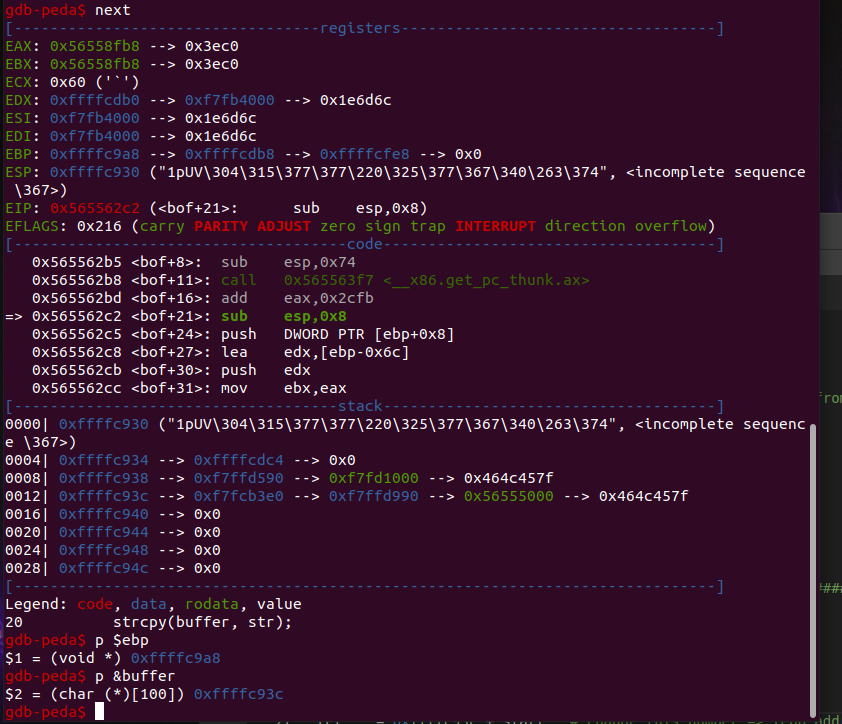 gdb-peda$ next
[----------------------------------registers-----------------------------------]
EAX: 0x56558fb8 --> 0x3ec0
EBX: 0x56558fb8 --> 0x3ec0
ECX: 0x60 ('`')
EDX: 0xffffcdb0 --> 0xf7fb4000 --> 0x1e6d6c
ESI: 0xf7fb4000 --> 0x1e6d6c
EDI: 0xf7fb4000 --> 0x1e6d6c
EBP: 0xffffc9a8 --> 0xffffcdb8 --> 0xffffcfe8 --> 0x0
ESP: 0xffffc930 ("1pUV\304\315\377\377\220\325\377\367\340\263\374", <incomplete sequence
 \367>)
EIP: 0x565562c2 (<bof+21>:      sub    esp,0x8)
EFLAGS: 0x216 (carry PARITY ADJUST zero sign trap INTERRUPT direction overflow)
[-------------------------------------code-------------------------------------]
   0x565562b5 <bof+8>:  sub    esp,0x74
   0x565562b8 <bof+11>: call   0x565563f7 <__x86.get_pc_thunk.ax>
   0x565562bd <bof+16>: add    eax,0x2cfb
=> 0x565562c2 <bof+21>: sub    esp,0x8
   0x565562c5 <bof+24>: push   DWORD PTR [ebp+0x8]
   0x565562c8 <bof+27>: lea    edx,[ebp-0x6c]
   0x565562cb <bof+30>: push   edx
   0x565562cc <bof+31>: mov    ebx,eax
[------------------------------------stack-------------------------------------]
0000| 0xffffc930 ("1pUV\304\315\377\377\220\325\377\367\340\263\374", <incomplete sequenc
e \367>)
0004| 0xffffc934 --> 0xffffcdc4 --> 0x0
0008| 0xffffc938 --> 0xf7ffd590 --> 0xf7fd1000 --> 0x464c457f
0012| 0xffffc93c --> 0xf7fcb3e0 --> 0xf7ffd990 --> 0x56555000 --> 0x464c457f
0016| 0xffffc940 --> 0x0
0020| 0xffffc944 --> 0x0
0024| 0xffffc948 --> 0x0
0028| 0xffffc94c --> 0x0
[------------------------------------------------------------------------------]
Legend: code, data, rodata, value
20          strcpy(buffer, str);
gdb-peda$ p $ebp
$1 = (void *) 0xffffc9a8
gdb-peda$ p &buffer
$2 = (char (*)[100]) 0xffffc93c
gdb-peda$